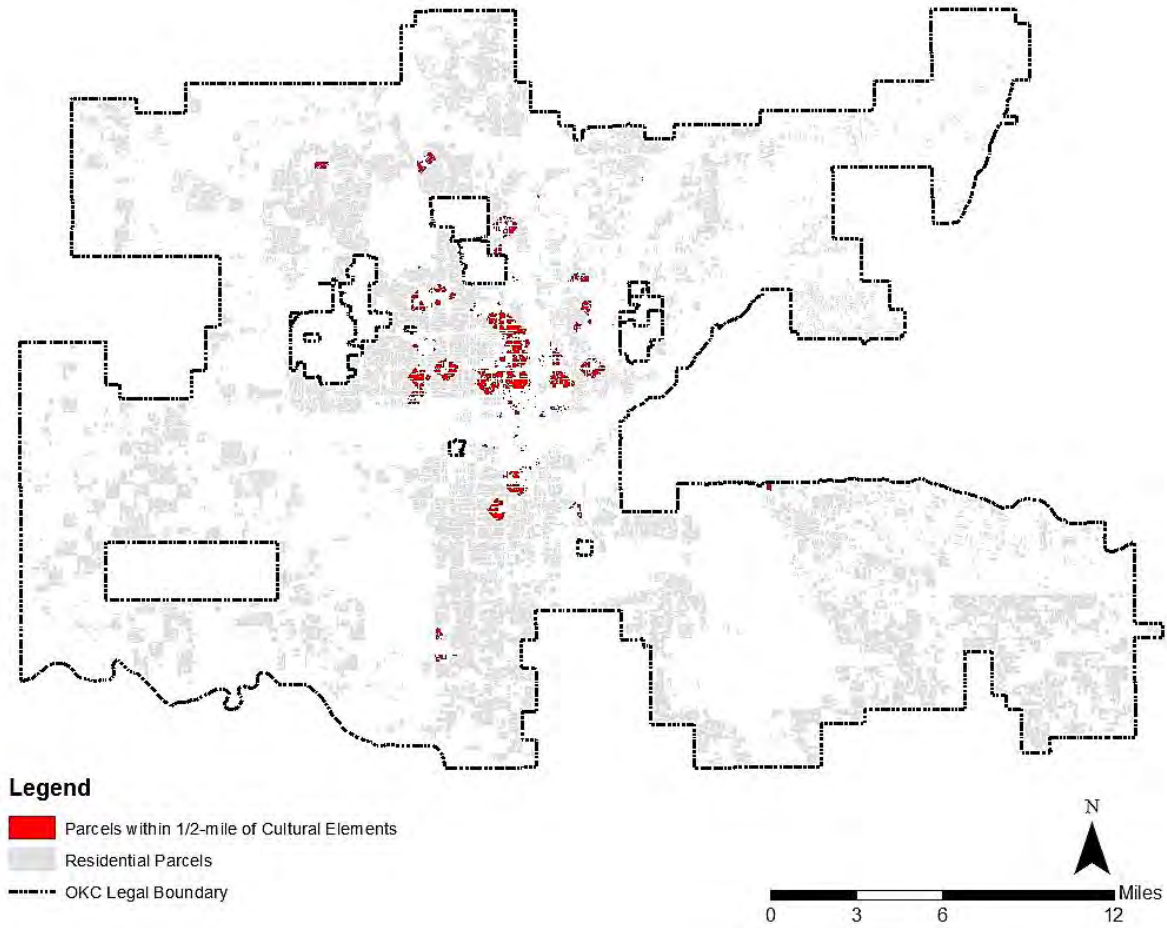 Legend
Parcels within 1/2-mile of Cultural Elements
Residential Parcels
OKC Legal Boundary
N
Miles
0 3 6 12